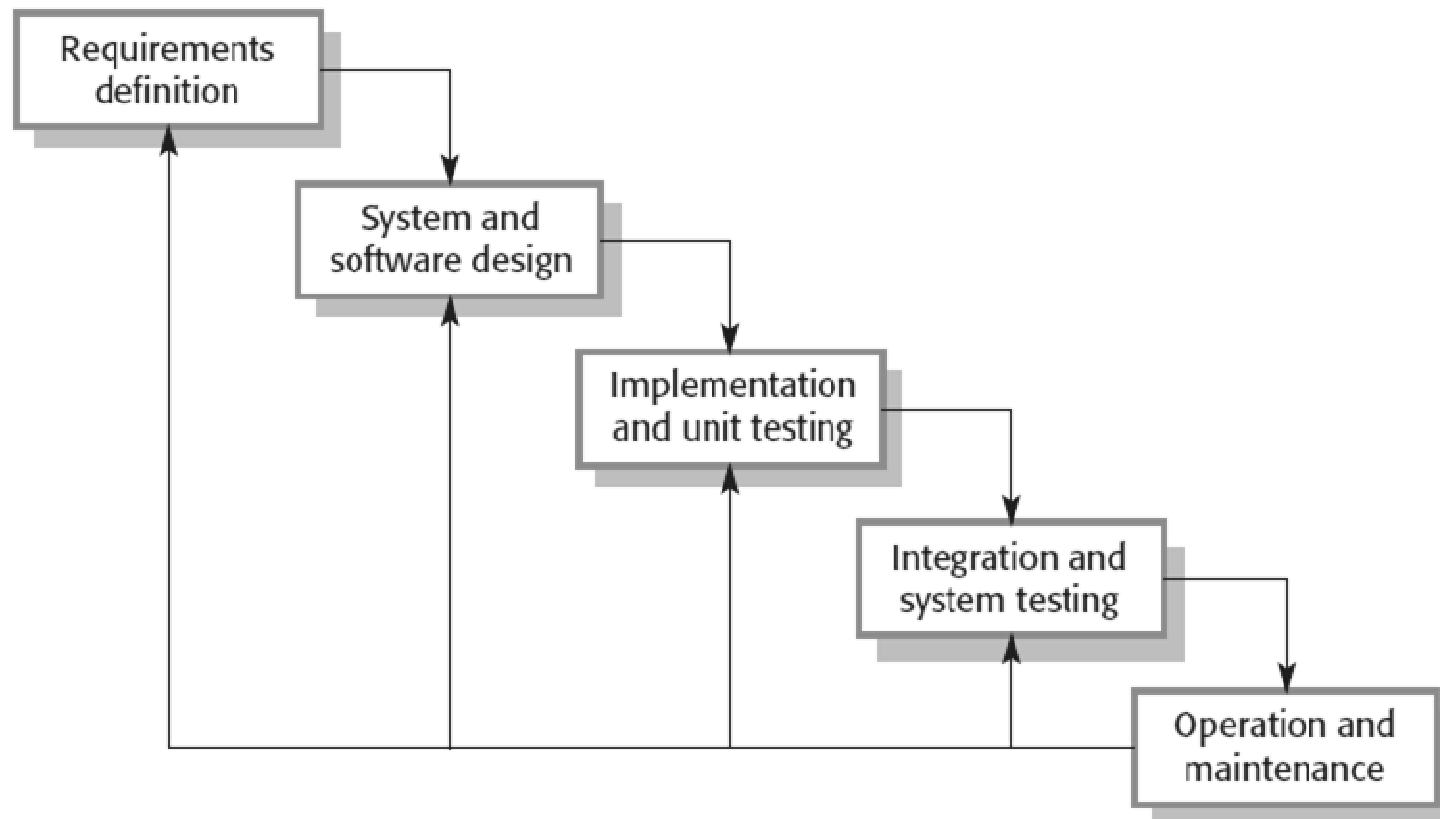 Requirements
definition
System and
software design
Implementation
and unit testing
Integration and
system testing
Operation and
maintenance